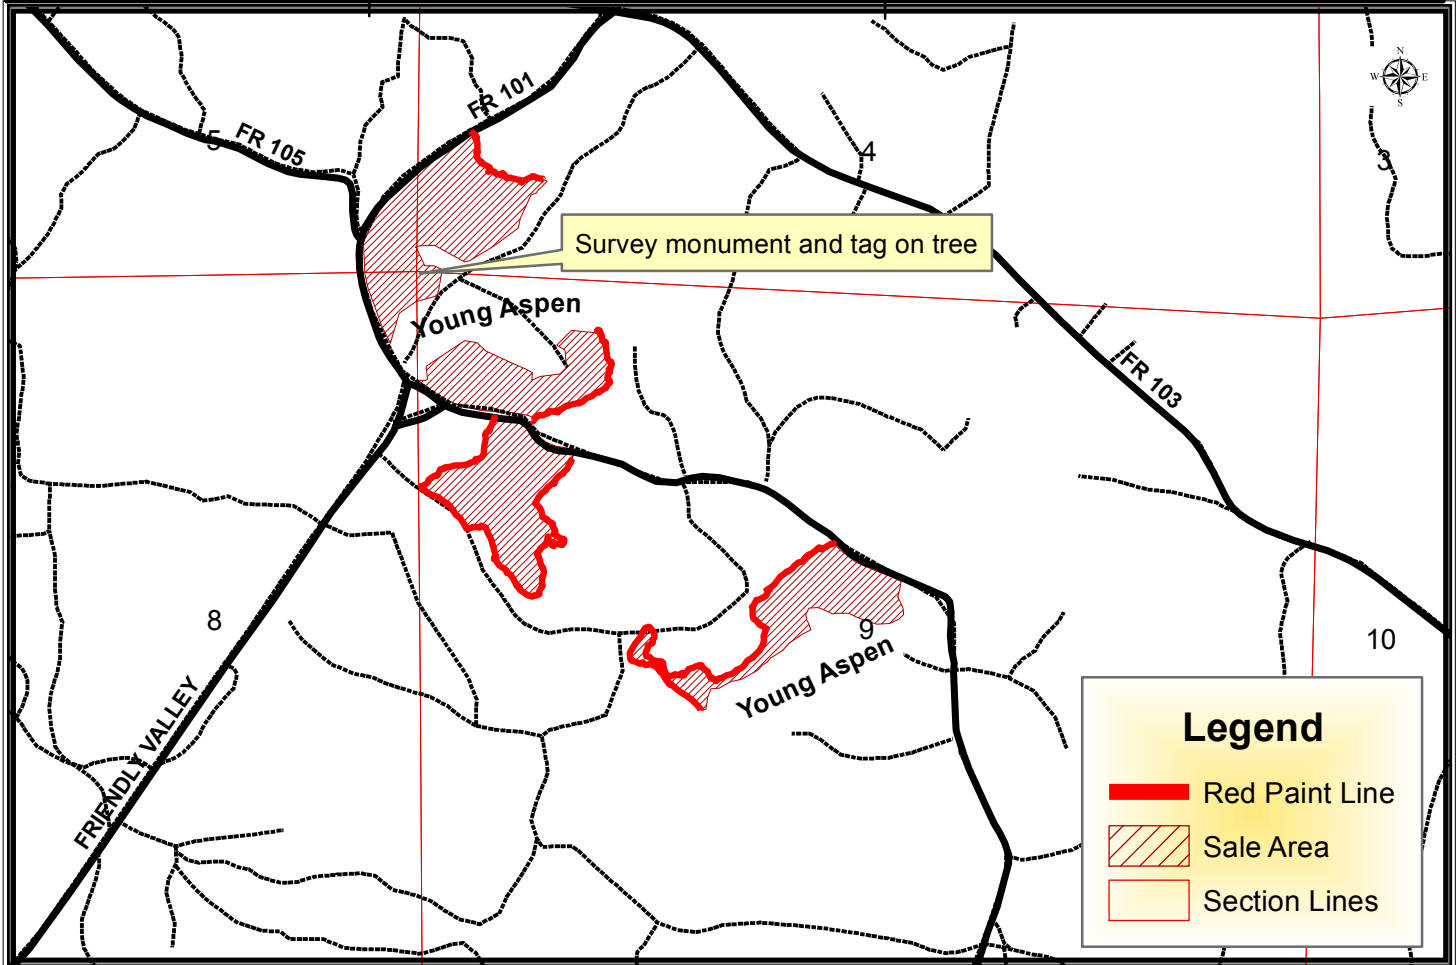 N
W E
S
FR 101
5
FR 105
4
3
Survey monument and tag on tree
Young Aspen
FR 103
8
9
10
Young Aspen
FRIENDLY VALLEY
Legend
Red Paint Line
Sale Area
Section Lines